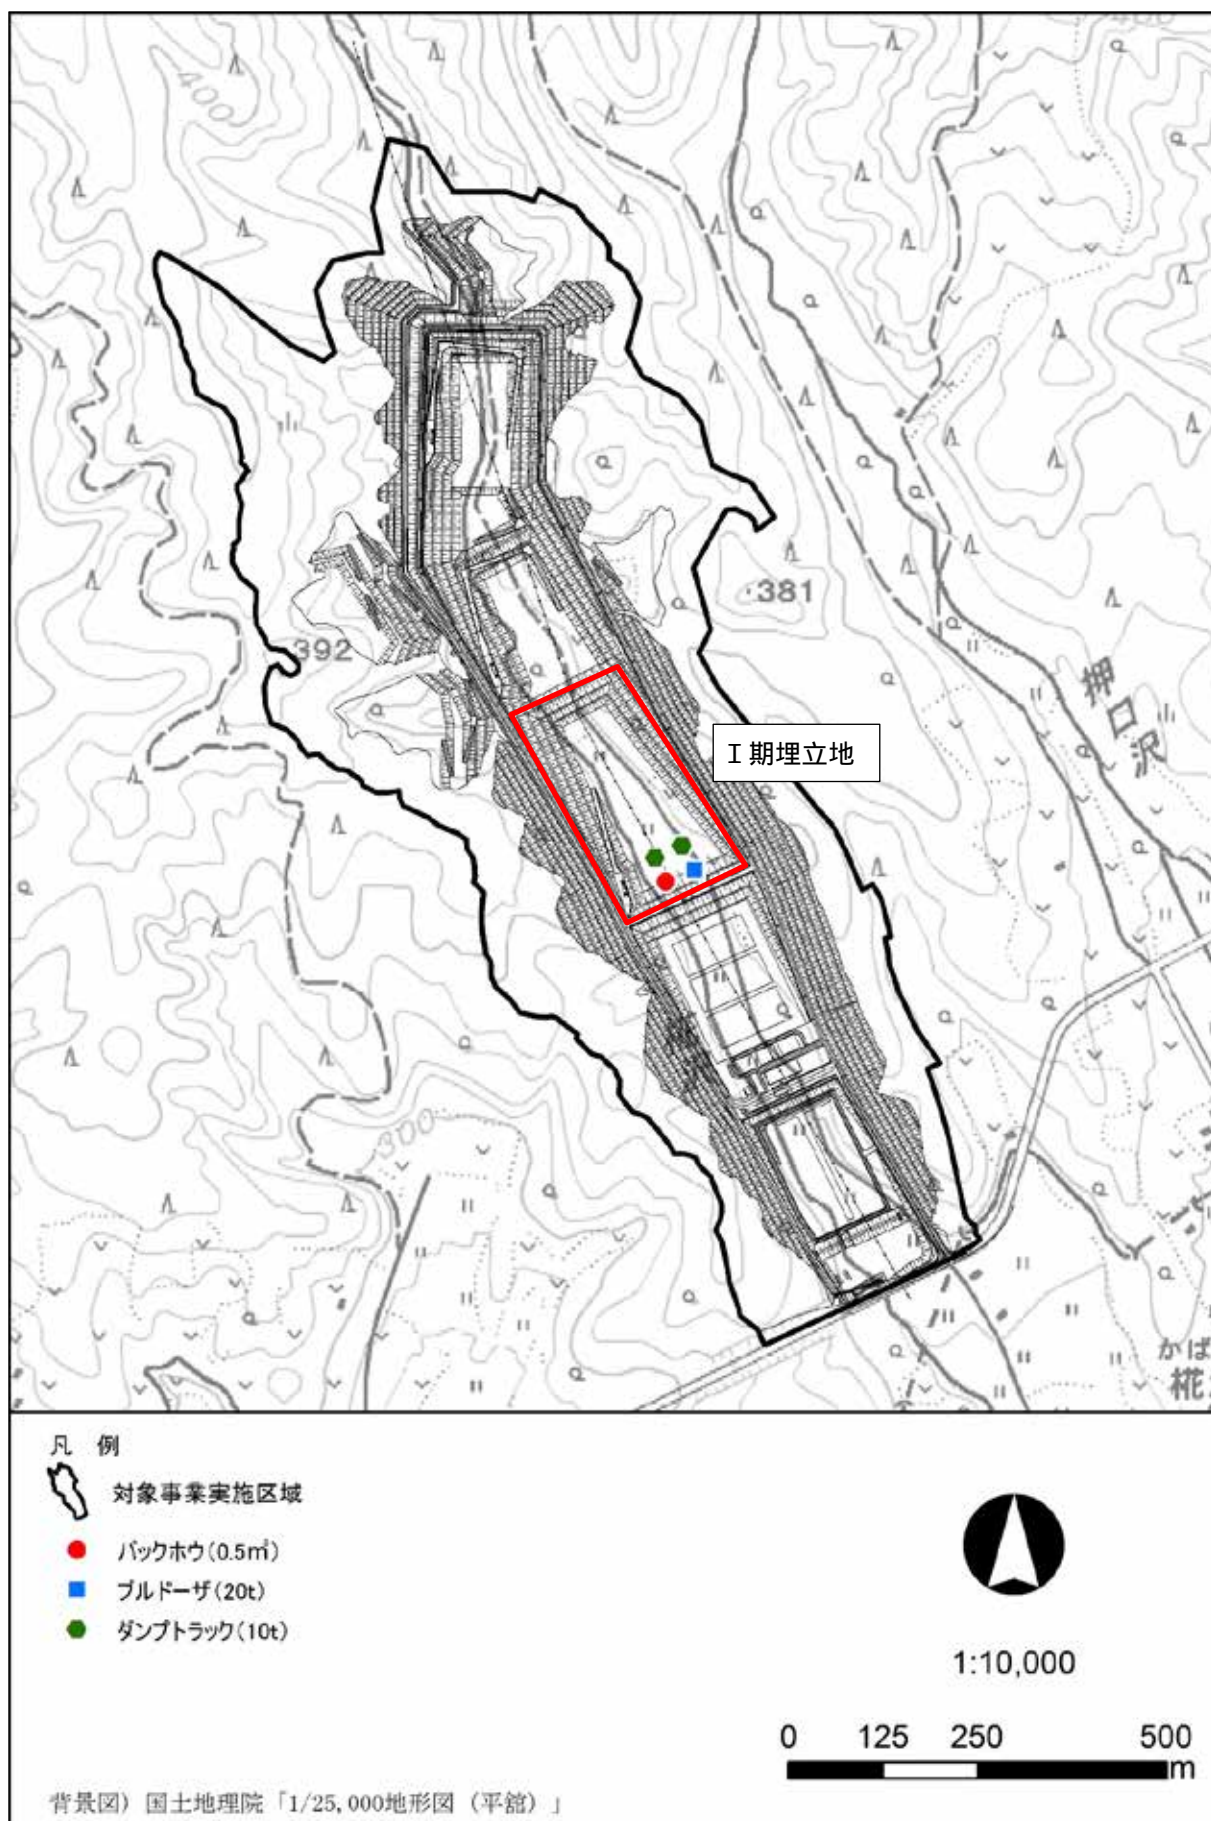 400
400
381
392
押口沢
Ⅰ期埋立地
300
かば
椛
凡 例
対象事業実施区域
バックホウ(0.5㎥)
ブルドーザ(20t)
ダンプトラック(10t)
1:10,000
0 125 250 500
m
背景図) 国土地理院「1/25,000地形図（平舘）」